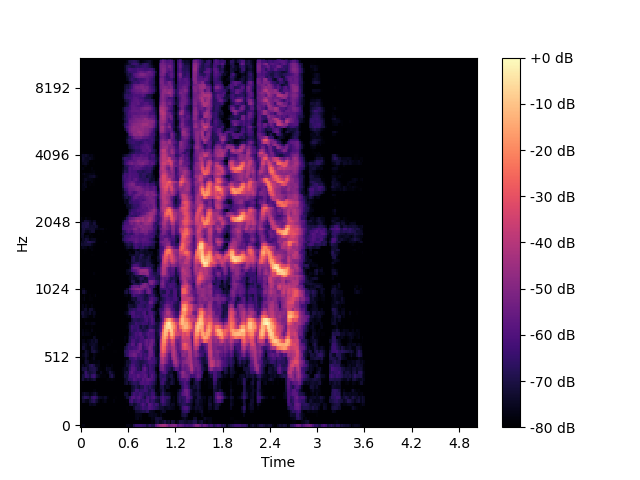 8192
4096
2048
1024
512
0
Hz
0 0.6 1.2 1.8 2.4 3 3.6 4.2 4.8
Time
+0 dB
-10 dB
-20 dB
-30 dB
-40 dB
-50 dB
-60 dB
-70 dB
-80 dB